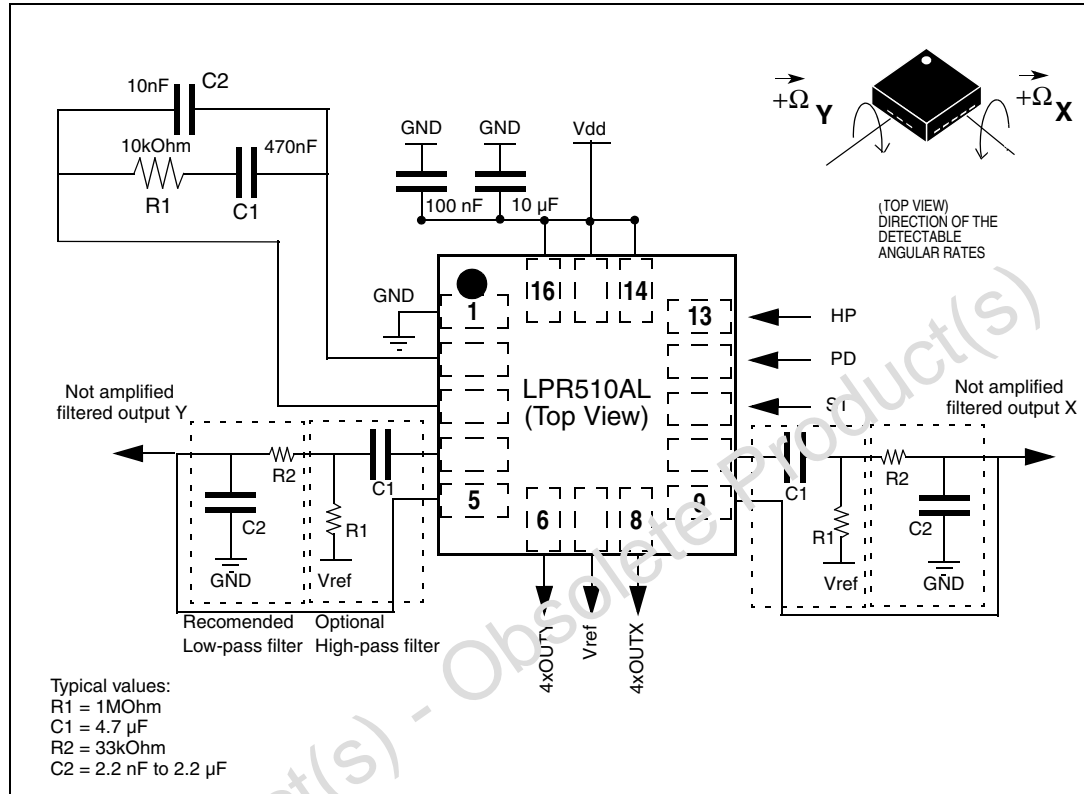 10nF
C2
10kOhm
470nF
R1
C1
GND
GND
Vdd
100 nF
10 µF
+Ω Y
+Ω X
(TOP VIEW)
DIRECTION OF THE
DETECTABLE
ANGULAR RATES
GND
1
16
14
13
HP
PD
ST
LPR510AL
(Top View)
Not amplified
filtered output Y
Not amplified
filtered output X
R2
C1
C2
R1
GND
Vref
5
6
8
9
C1
R2
R1
C2
Vref
GND
Recomended
Low-pass filter
Optional
High-pass filter
4xOUTY
Vref
4xOUTX
Typical values:
R1 = 1MOhm
C1 = 4.7 µF
R2 = 33kOhm
C2 = 2.2 nF to 2.2 µF
ct(s) - Obsolete Product(s)